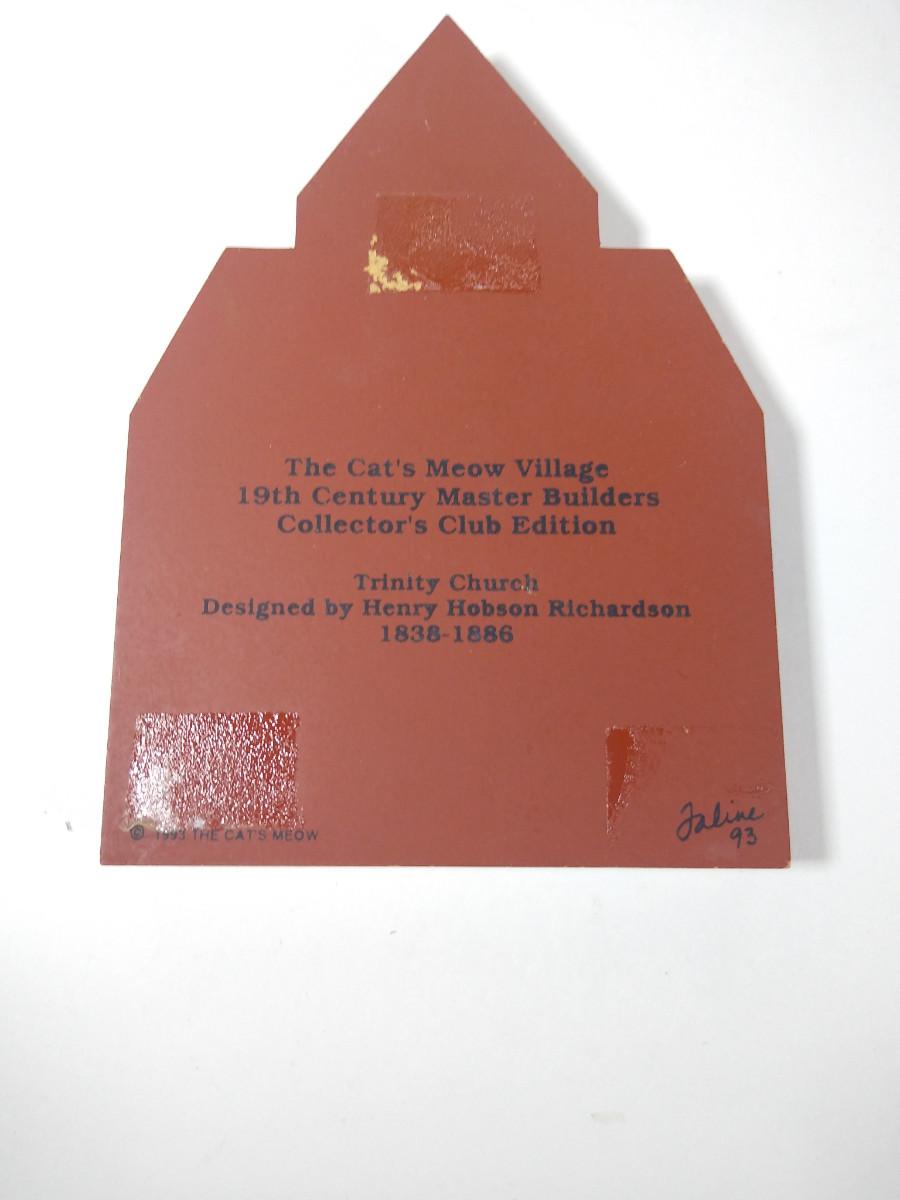 The Cat's Meow Village
19th Century Master Builders
Collector's Club Edition
Trinity Church
Designed by Henry Hobson Richardson
1838-1886
© 1993 THE CAT'S MEOW
Faline
93